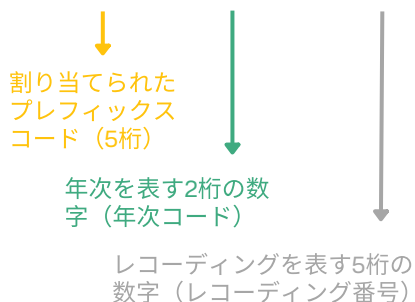 割り当てられた
プレフィックス
コード（5桁）
年次を表す2桁の数
字（年次コード）
レコーディングを表す5桁の
数字（レコーディング番号）